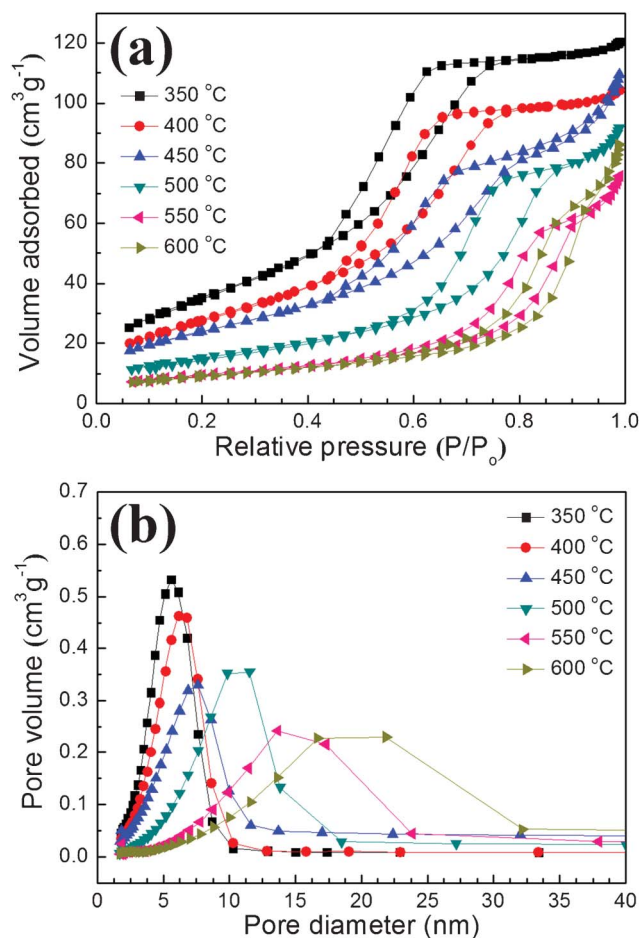 (a)
120
100
80
60
40
20
0
Volume adsorbed (cm³g⁻¹)
350 °C
400 °C
450 °C
500 °C
550 °C
600 °C
0.0 0.2 0.4 0.6 0.8 1.0
Relative pressure (P/Pₒ)
(b)
0.7
0.6
0.5
0.4
0.3
0.2
0.1
0.0
Pore volume (cm³g⁻¹)
350 °C
400 °C
450 °C
500 °C
550 °C
600 °C
0 5 10 15 20 25 30 35 40
Pore diameter (nm)